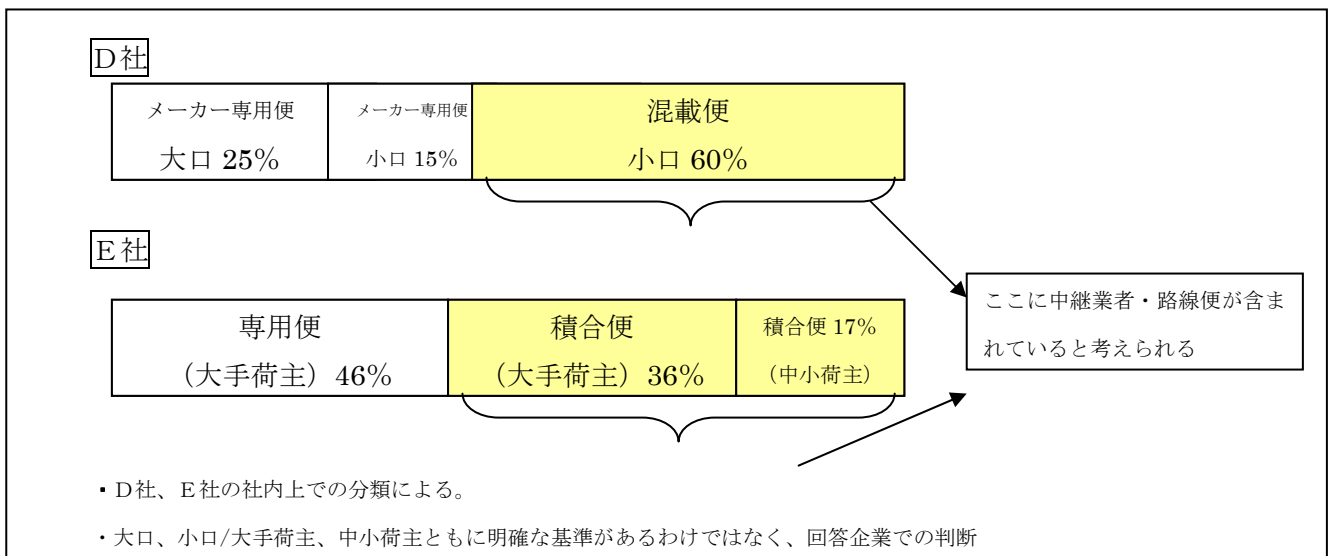 D社
メーカー専用便
大口 25%
メーカー専用便
小口 15%
混載便
小口 60%
E社
専用便
（大手荷主）46%
積合便
（大手荷主）36%
積合便 17%
（中小荷主）
ここに中継業者・路線便が含ま
れていると考えられる
・D社、E社の社内上での分類による。
・大口、小口/大手荷主、中小荷主ともに明確な基準があるわけではなく、回答企業での判断